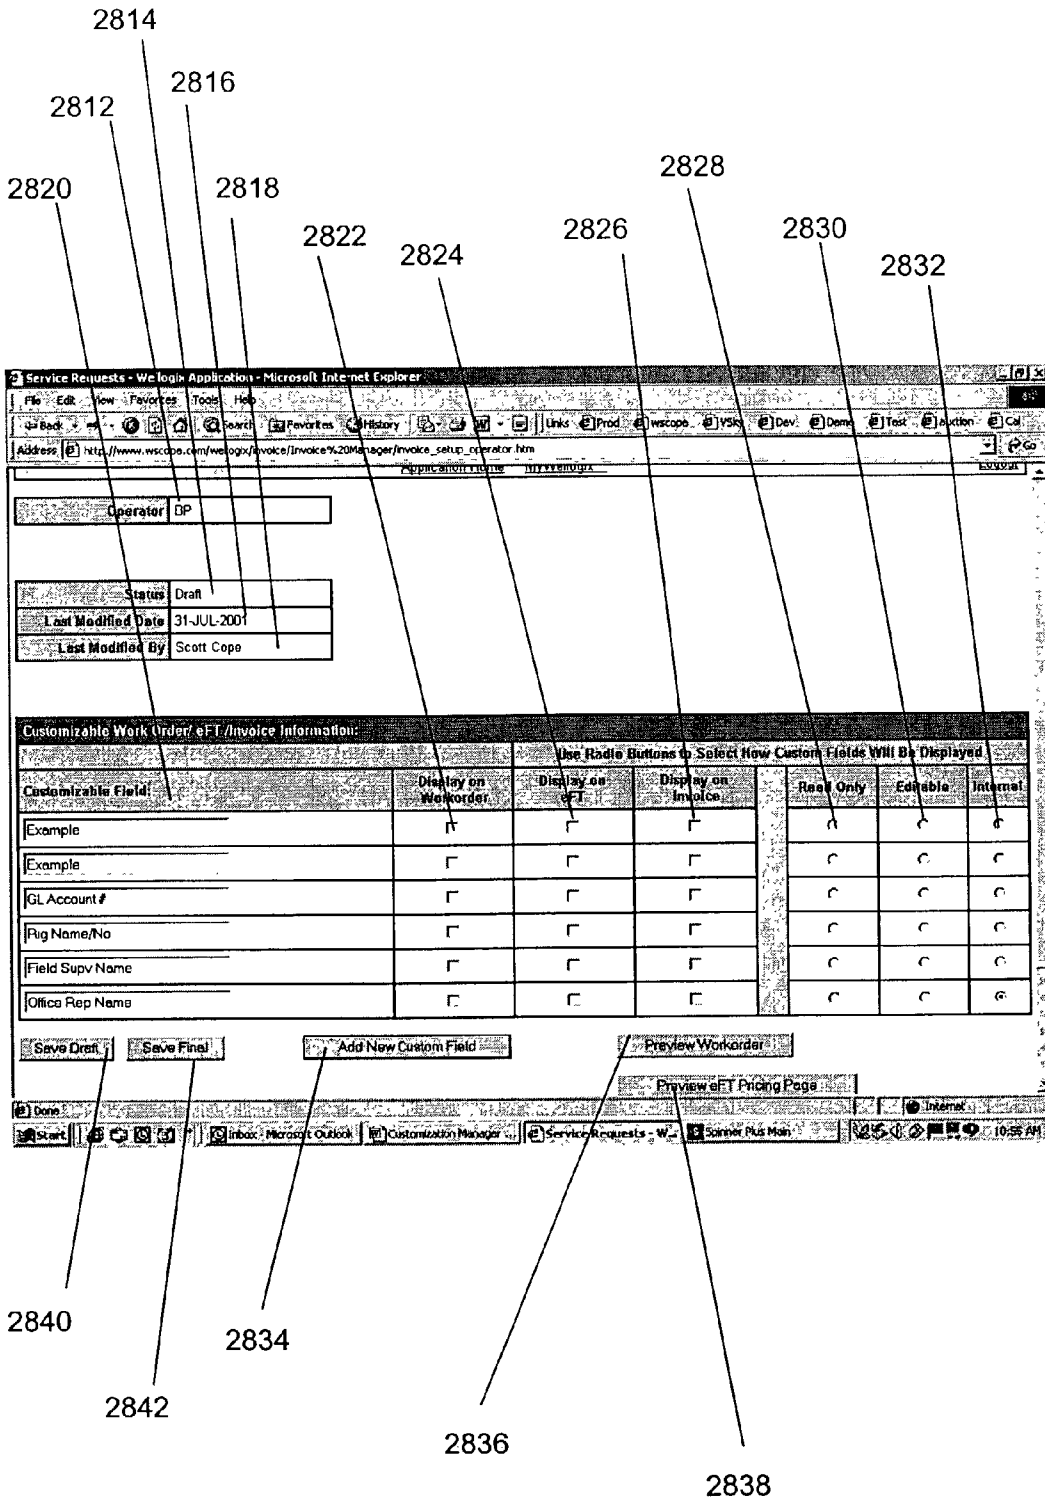 2814
2816
2812
2828
2820
2818
2822
2826
2830
2824
2832
Service Requests - Wellogix Application - Microsoft Internet Explorer
File Edit View Favorites Tools Help
Back Search Favorites History Links Prod wscope VSky Dev Demo Test auction Cal
Address http://www.wscope.com/wellogix/invoice/Invoice%20Manager/invoice_setup_operator.htm Go
Application Home MyWellogix Logout
Operator BP
Status Draft
Last Modified Date 31-JUL-2001
Last Modified By Scott Cope
Customizable Work Order/ eFT /Invoice Information:
Use Radio Buttons to Select How Custom Fields Will Be Displayed
Customizable Field: Display on Workorder Display on eFT Display on Invoice Read Only Editable Internal
Example
Example
GL Account #
Rig Name/No
Field Supv Name
Office Rep Name
Save Draft Save Final Add New Custom Field Preview Workorder
Preview eFT Pricing Page
Done Internet
Start Inbox - Microsoft Outlook Customization Manager ... Service Requests - W... Spinner Plus Main 10:56 AM
2840
2834
2842
2836
2838